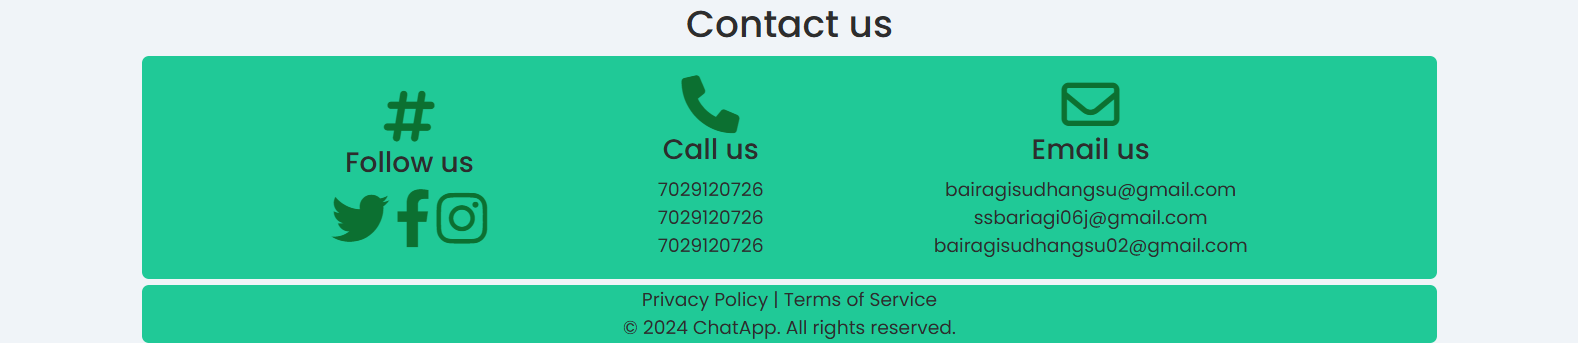 Contact us
Follow us
Call us
7029120726
7029120726
7029120726
Email us
bairagisudhangsu@gmail.com
ssbariagi06j@gmail.com
bairagisudhangsu02@gmail.com
Privacy Policy | Terms of Service
© 2024 ChatApp. All rights reserved.